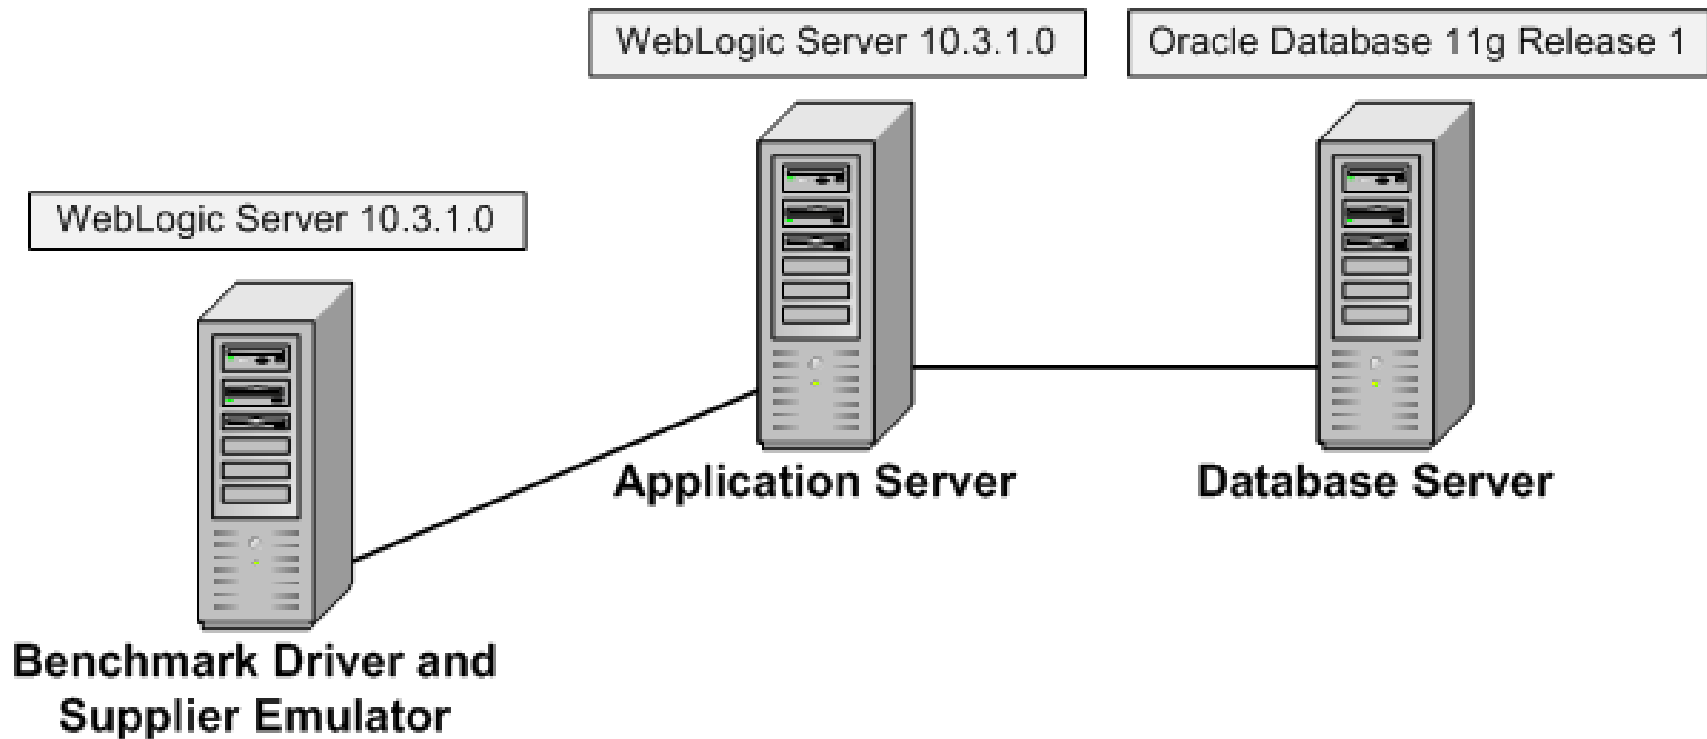 WebLogic Server 10.3.1.0
Oracle Database 11g Release 1
WebLogic Server 10.3.1.0
Application Server
Database Server
Benchmark Driver and
Supplier Emulator